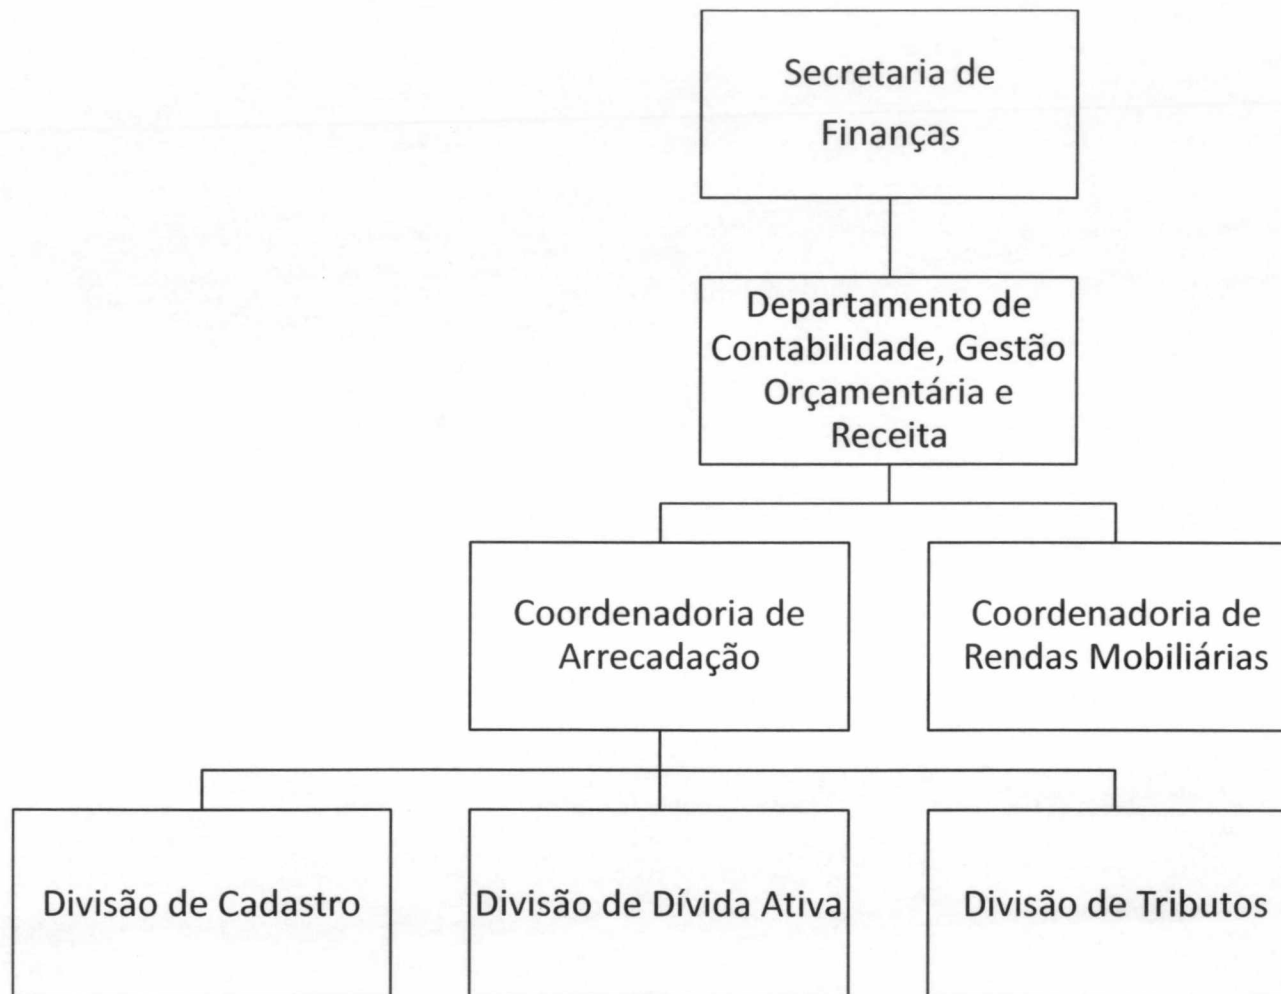 Secretaria de
Finanças
Departamento de
Contabilidade, Gestão
Orçamentária e
Receita
Coordenadoria de
Arrecadação
Coordenadoria de
Rendas Mobiliárias
Divisão de Cadastro
Divisão de Dívida Ativa
Divisão de Tributos